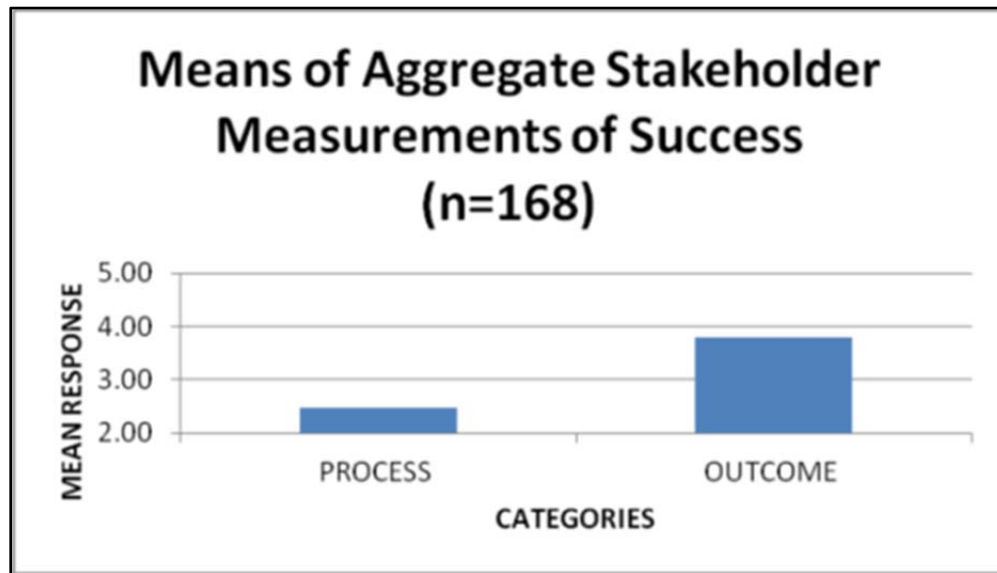 Means of Aggregate Stakeholder
Measurements of Success
(n=168)
5.00
4.00
3.00
2.00
MEAN RESPONSE
PROCESS
OUTCOME
CATEGORIES